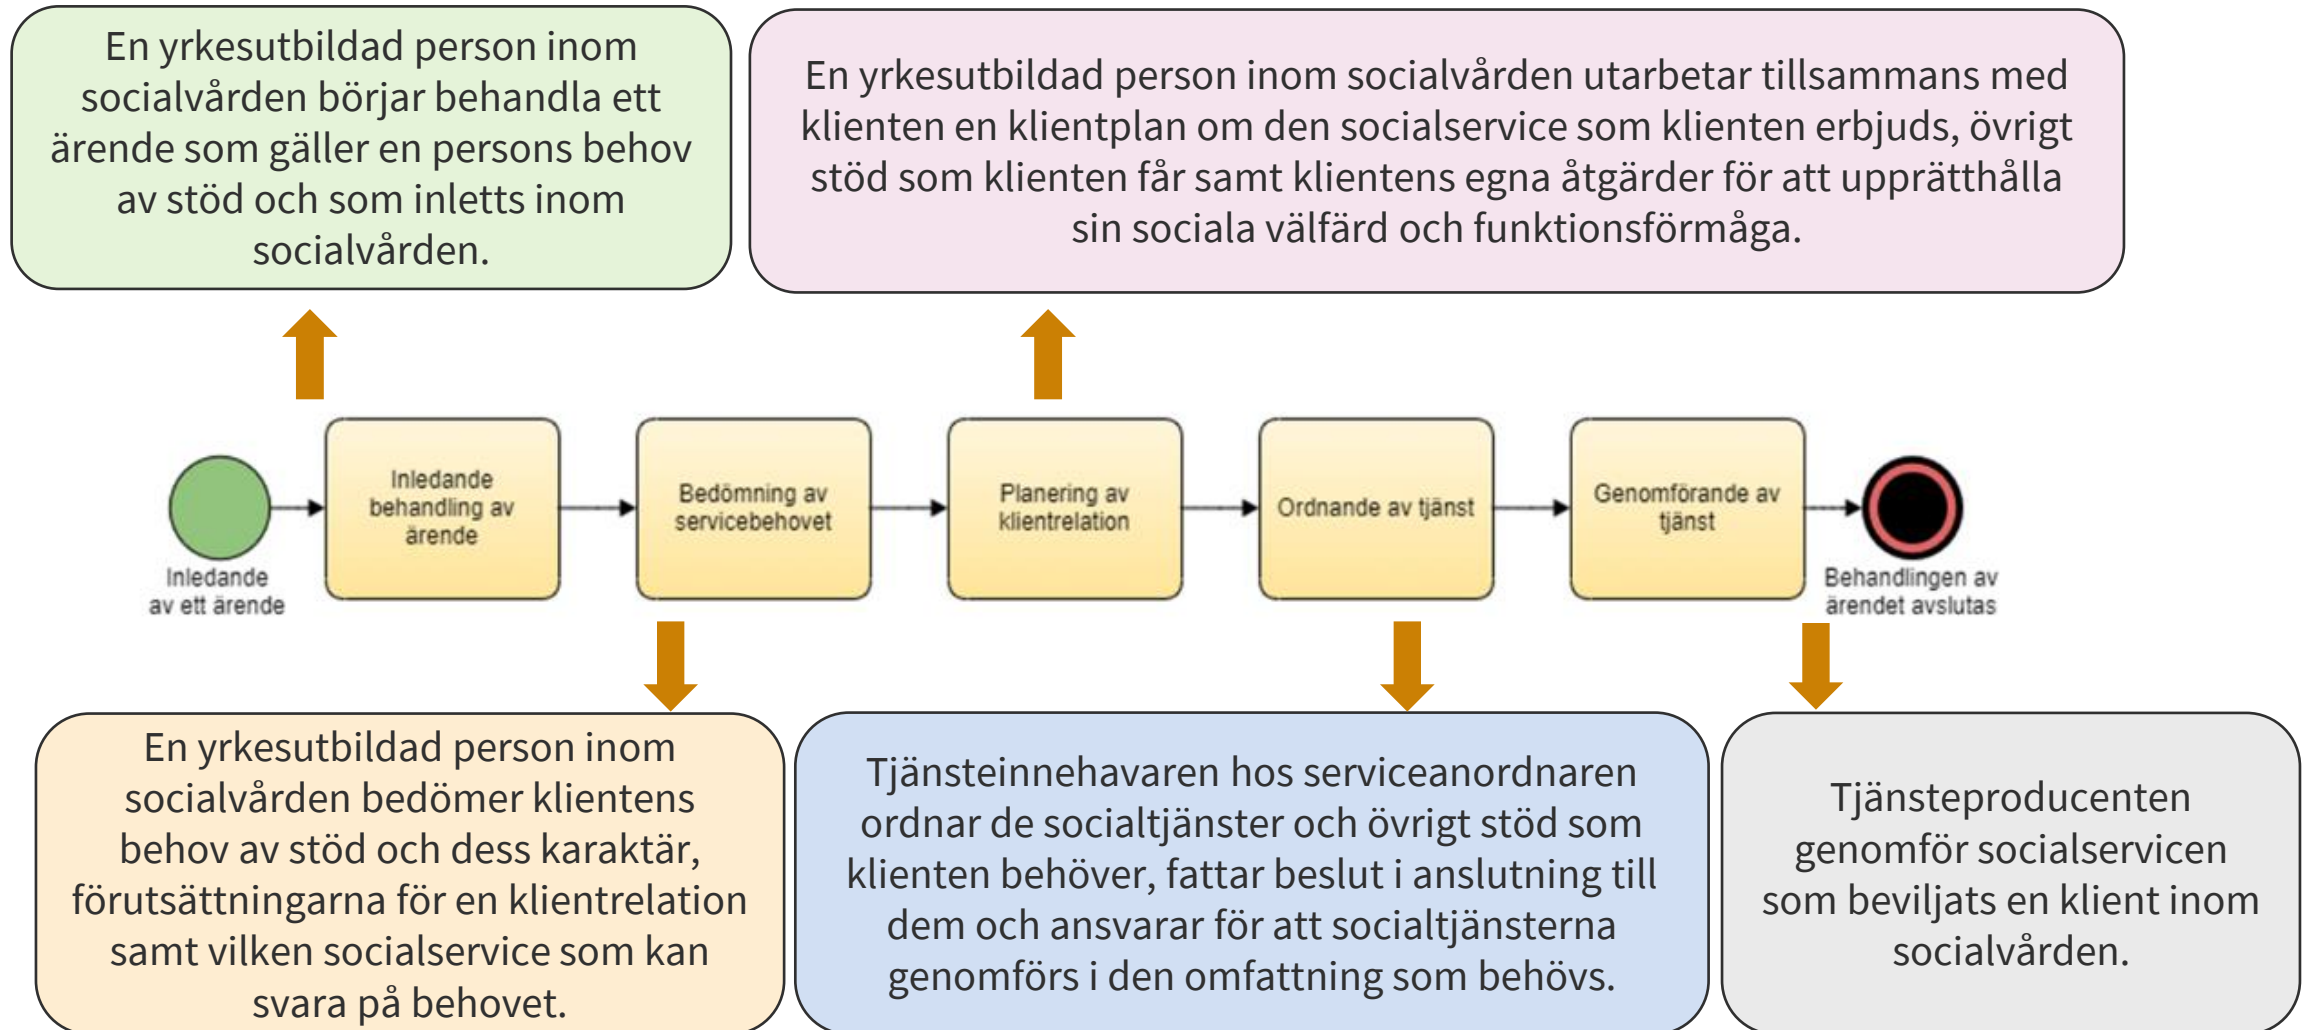 En yrkesutbildad person inom
socialvården börjar behandla ett
ärende som gäller en persons behov
av stöd och som inletts inom
socialvården.
En yrkesutbildad person inom socialvården utarbetar tillsammans med
klienten en klientplan om den socialservice som klienten erbjuds, övrigt
stöd som klienten får samt klientens egna åtgärder för att upprätthålla
sin sociala välfärd och funktionsförmåga.
Inledande
av ett ärende
Inledande
behandling av
ärende
Bedömning av
servicebehovet
Planering av
klientrelation
Ordnande av tjänst
Genomförande av
tjänst
Behandlingen av
ärendet avslutas
En yrkesutbildad person inom
socialvården bedömer klientens
behov av stöd och dess karaktär,
förutsättningarna för en klientrelation
samt vilken socialservice som kan
svara på behovet.
Tjänsteinnehavaren hos serviceanordnaren
ordnar de socialtjänster och övrigt stöd som
klienten behöver, fattar beslut i anslutning till
dem och ansvarar för att socialtjänsterna
genomförs i den omfattning som behövs.
Tjänsteproducenten
genomför socialservicen
som beviljats en klient inom
socialvården.